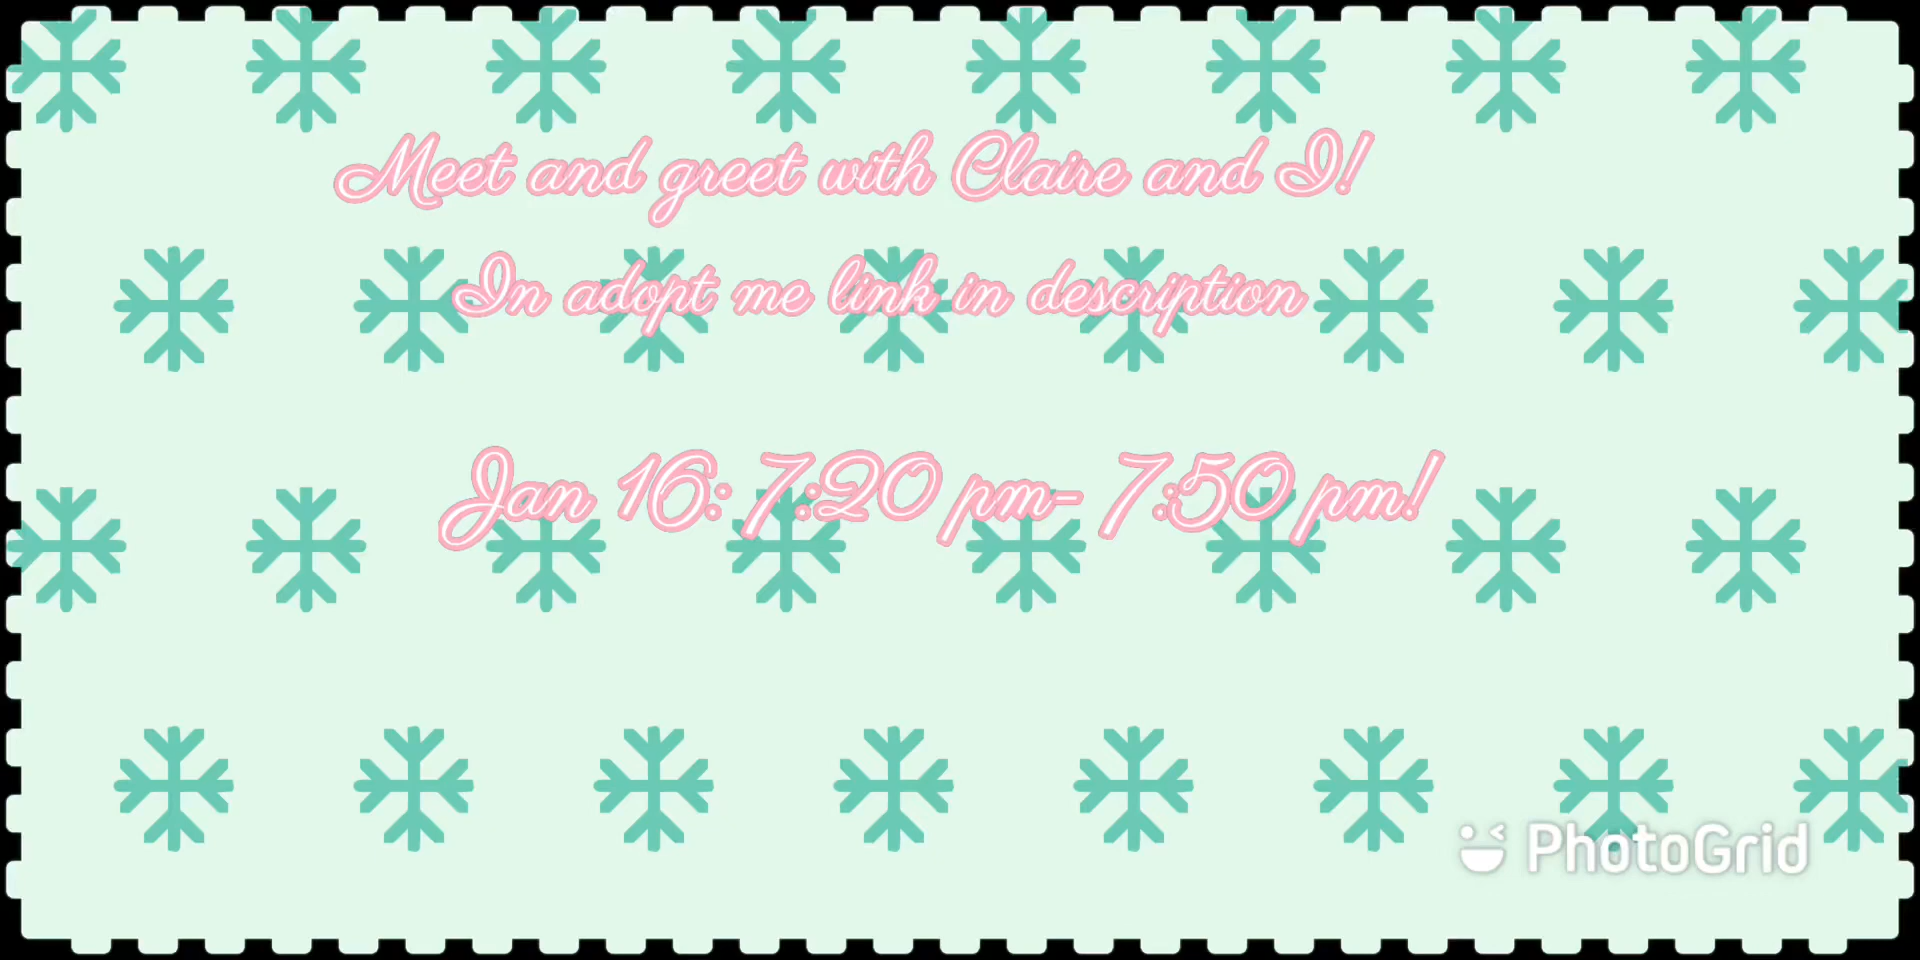 Meet and greet with Claire and I!
In adopt me link in description
Jan 16: 7:20 pm- 7:50 pm!
PhotoGrid